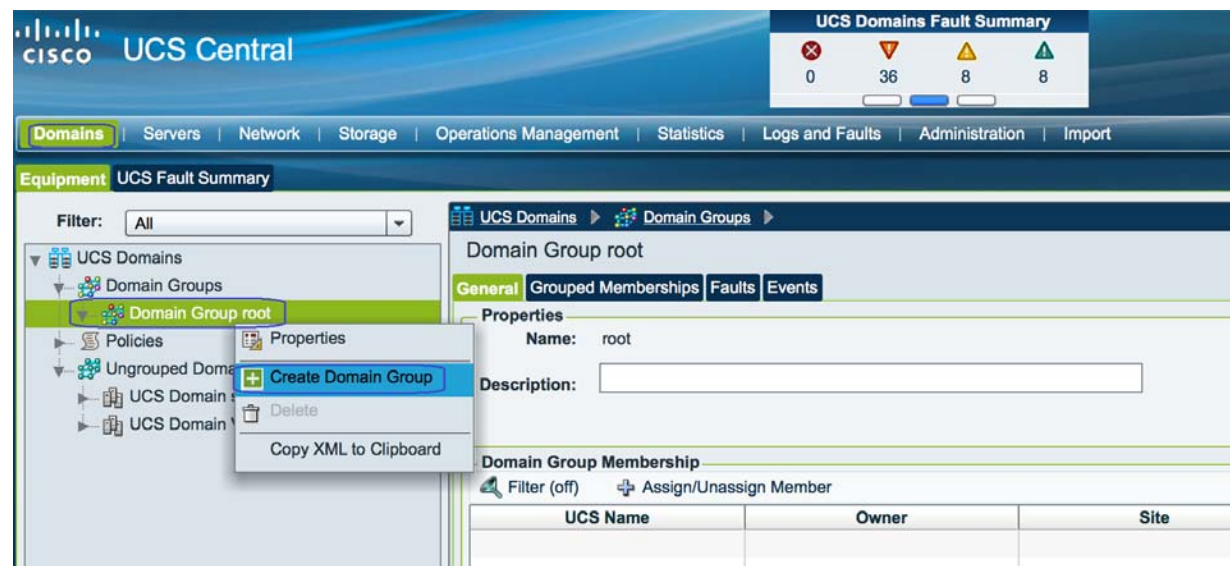 UCS Domains Fault Summary
CISCO UCS Central
0 36 8 8
Domains | Servers | Network | Storage | Operations Management | Statistics | Logs and Faults | Administration | Import
Equipment UCS Fault Summary
Filter: All
UCS Domains
Domain Groups
Domain Group root
Policies
Ungrouped Doma
UCS Domain
UCS Domain
Properties
Create Domain Group
Delete
Copy XML to Clipboard
UCS Domains Domain Groups
Domain Group root
General Grouped Memberships Faults Events
Properties
Name: root
Description:
Domain Group Membership
Filter (off) Assign/Unassign Member
UCS Name Owner Site